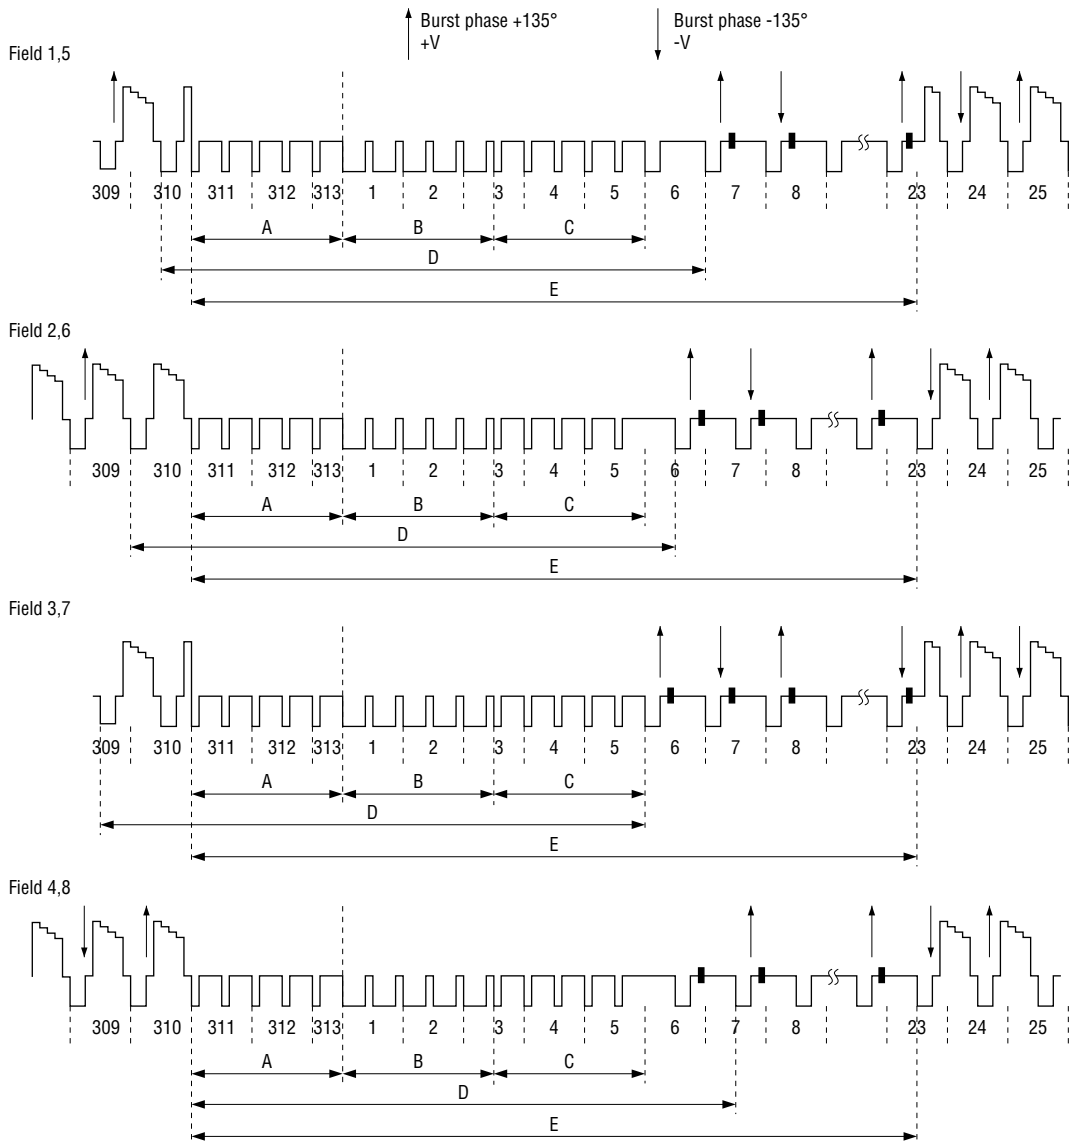 Burst phase +135° Burst phase -135°
+V -V
Field 1,5
309 310 311 312 313 1 2 3 4 5 6 7 8 23 24 25
A B C
D
E
Field 2,6
309 310 311 312 313 1 2 3 4 5 6 7 8 23 24 25
A B C
D
E
Field 3,7
309 310 311 312 313 1 2 3 4 5 6 7 8 23 24 25
A B C
D
E
Field 4,8
309 310 311 312 313 1 2 3 4 5 6 7 8 23 24 25
A B C
D
E